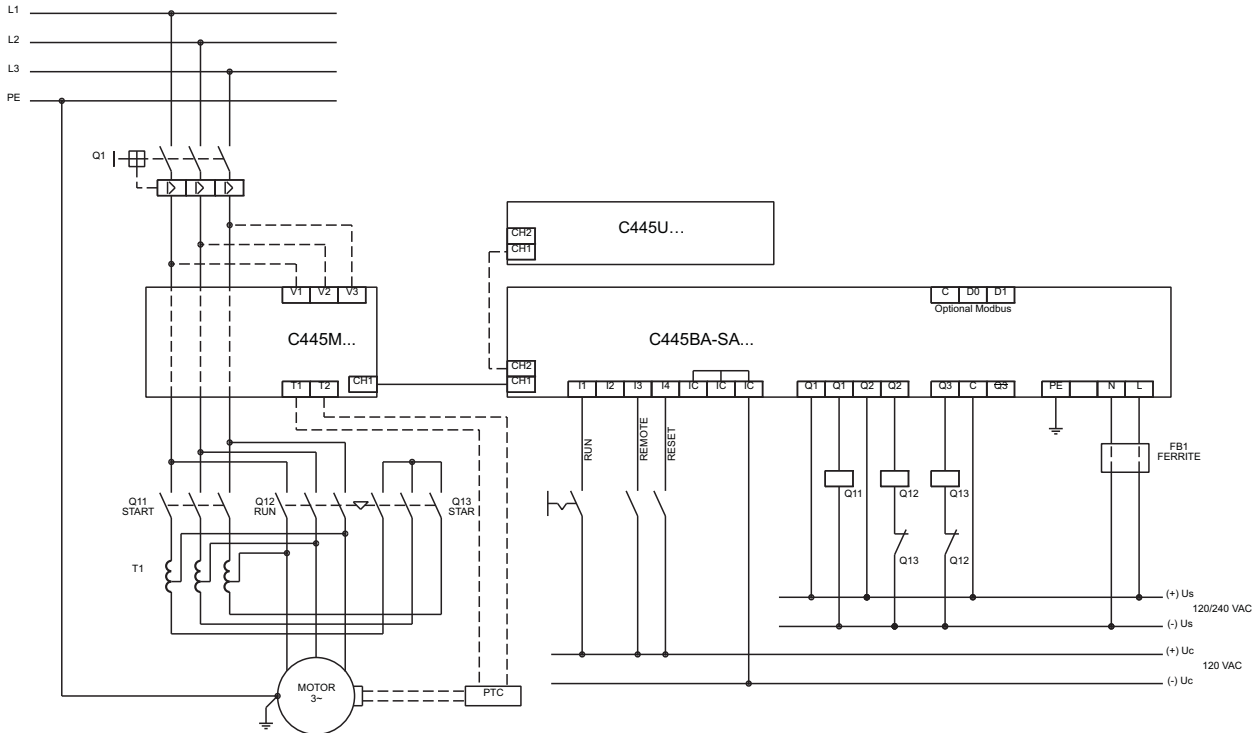 L1
L2
L3
PE
Q1
C445U...
CH2
CH1
V1 V2 V3
C D0 D1
Optional Modbus
C445M...
C445BA-SA...
CH2
T1 T2 CH1
CH1
I1 I2 I3 I4 IC IC IC
Q1 Q1 Q2 Q2
Q3 C Q3
PE N L
RUN
REMOTE
RESET
FB1
FERRITE
Q11
START
Q12
RUN
Q13
STAR
Q11
Q12
Q13
T1
Q13
Q12
(+) Us
120/240 VAC
(-) Us
(+) Uc
120 VAC
(-) Uc
MOTOR
3~
PTC